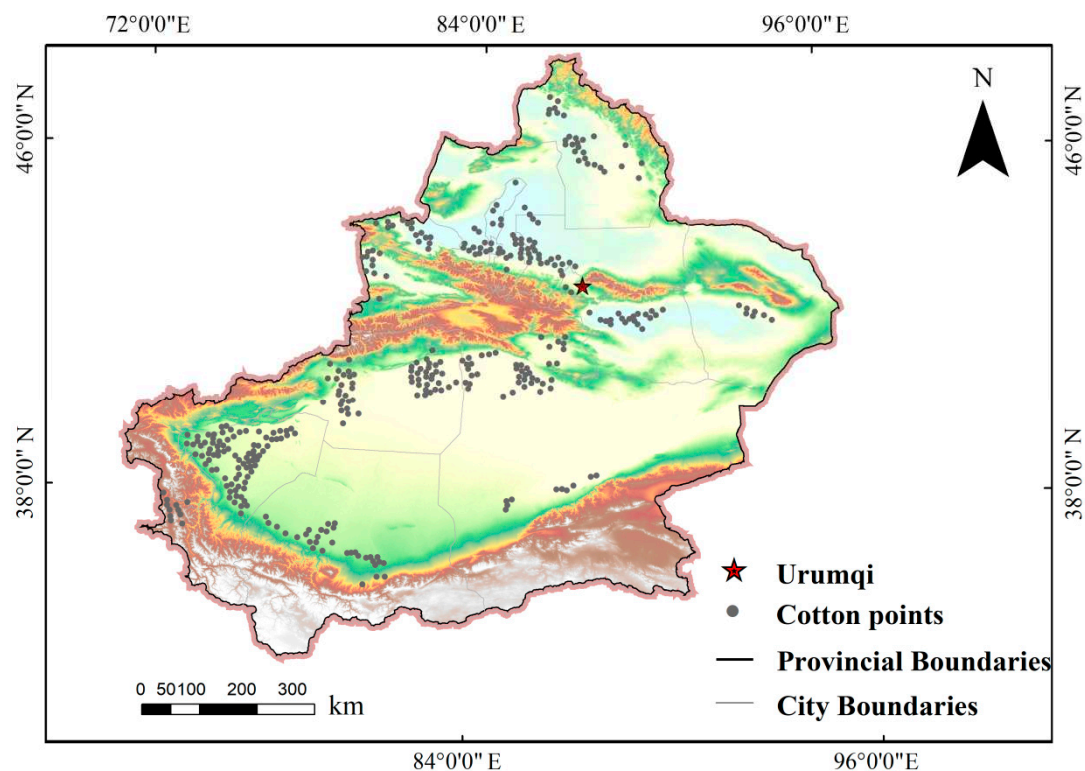 72°0'0"E 84°0'0"E 96°0'0"E
N
46°0'0"N 46°0'0"N
38°0'0"N 38°0'0"N
Urumqi
Cotton points
Provincial Boundaries
City Boundaries
0 50 100 200 300
km
84°0'0"E 96°0'0"E